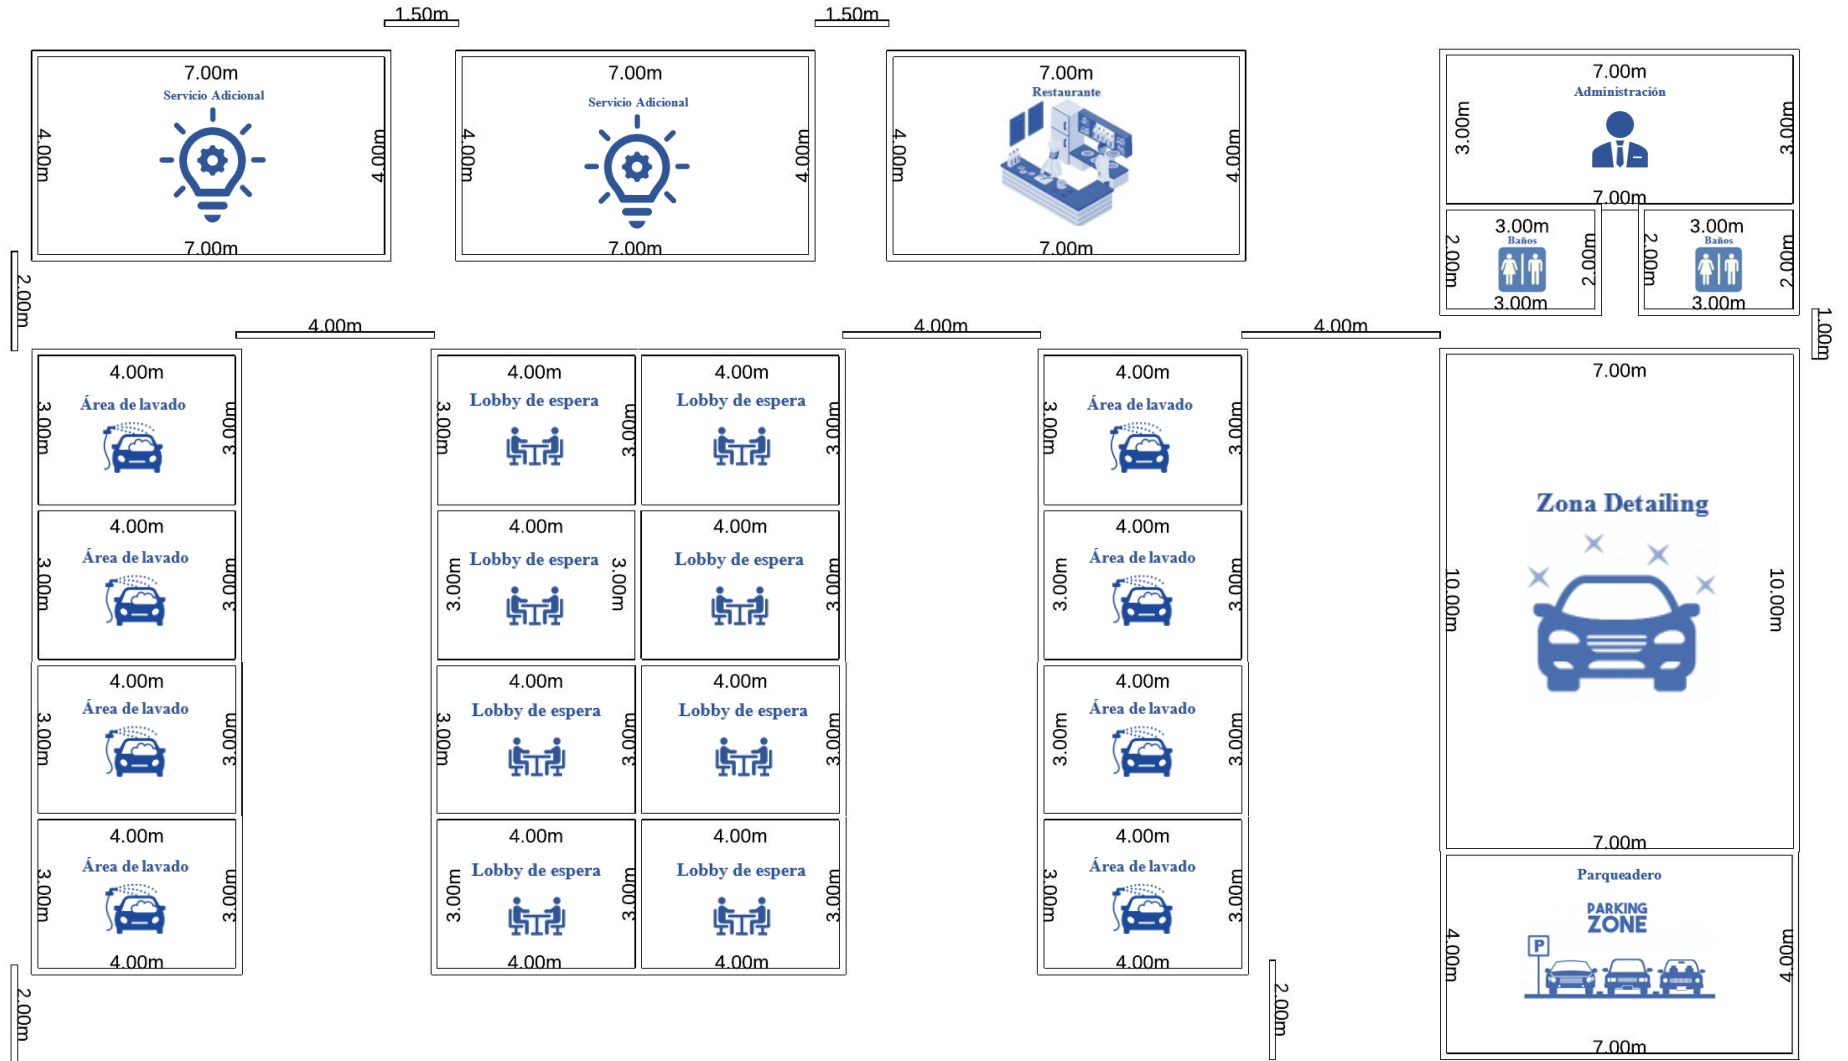 1.50m
1.50m
7.00m
Servicio Adicional
4.00m
4.00m
7.00m
7.00m
Servicio Adicional
4.00m
4.00m
7.00m
7.00m
Restaurante
4.00m
4.00m
7.00m
7.00m
Administración
3.00m
3.00m
7.00m
3.00m
Baños
2.00m
2.00m
3.00m
3.00m
Baños
2.00m
2.00m
3.00m
2.00m
4.00m
4.00m
4.00m
1.00m
4.00m
Área de lavado
3.00m
3.00m
4.00m
Lobby de espera
3.00m
3.00m
4.00m
Lobby de espera
3.00m
4.00m
Área de lavado
3.00m
3.00m
4.00m
Área de lavado
3.00m
3.00m
4.00m
Lobby de espera
3.00m
3.00m
4.00m
Lobby de espera
3.00m
4.00m
Área de lavado
3.00m
3.00m
4.00m
Área de lavado
3.00m
3.00m
4.00m
Lobby de espera
3.00m
3.00m
4.00m
Lobby de espera
3.00m
4.00m
Área de lavado
3.00m
3.00m
4.00m
Área de lavado
3.00m
3.00m
4.00m
4.00m
Lobby de espera
3.00m
3.00m
4.00m
4.00m
Lobby de espera
3.00m
4.00m
4.00m
Área de lavado
3.00m
3.00m
4.00m
7.00m
Zona Detailing
10.00m
10.00m
7.00m
Parqueadero
PARKING
ZONE
P
4.00m
4.00m
7.00m
2.00m
2.00m